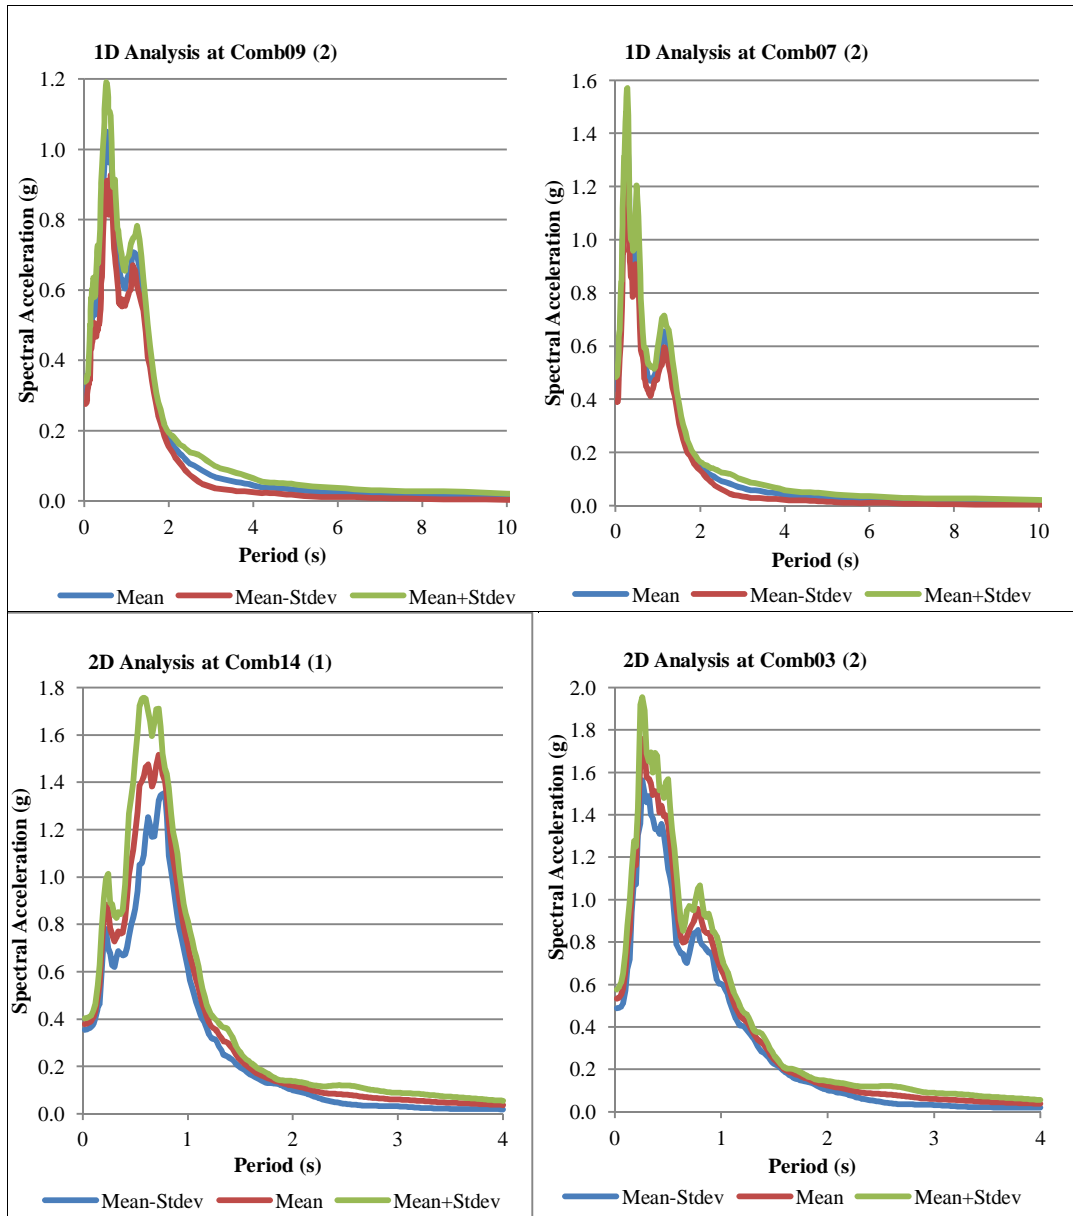 1D Analysis at Comb09 (2)
Spectral Acceleration (g)
1.2
1.0
0.8
0.6
0.4
0.2
0.0
0 2 4 6 8 10
Period (s)
Mean Mean-Stdev Mean+Stdev
1D Analysis at Comb07 (2)
Spectral Acceleration (g)
1.6
1.4
1.2
1.0
0.8
0.6
0.4
0.2
0.0
0 2 4 6 8 10
Period (s)
Mean Mean-Stdev Mean+Stdev
2D Analysis at Comb14 (1)
Spectral Acceleration (g)
1.8
1.6
1.4
1.2
1.0
0.8
0.6
0.4
0.2
0.0
0 1 2 3 4
Period (s)
Mean-Stdev Mean Mean+Stdev
2D Analysis at Comb03 (2)
Spectral Acceleration (g)
2.0
1.8
1.6
1.4
1.2
1.0
0.8
0.6
0.4
0.2
0.0
0 1 2 3 4
Period (s)
Mean-Stdev Mean Mean+Stdev